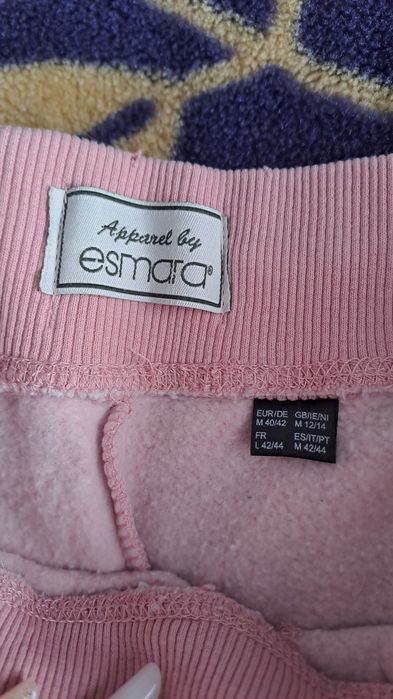 Apparel by
esmara®
EUR/DE GB/IE/NI
M 40/42 M 12/14
FR ES/IT/PT
L 42/44 M 42/44